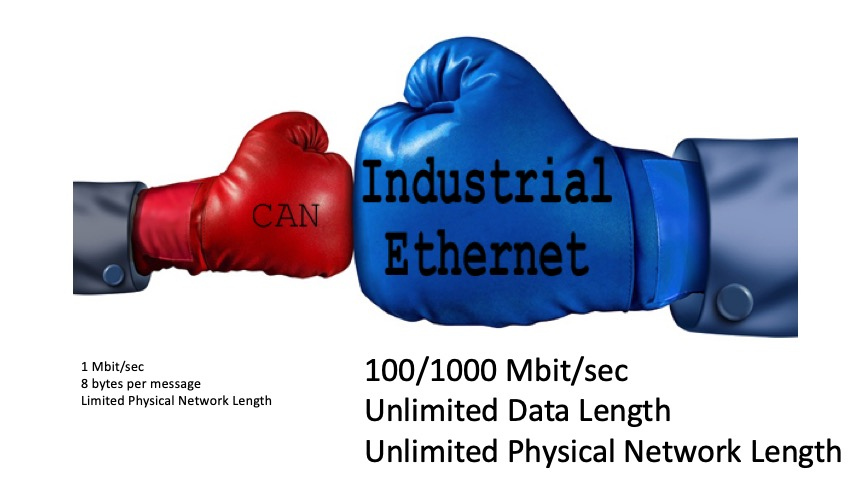 CAN
Industrial
Ethernet
1 Mbit/sec
8 bytes per message
Limited Physical Network Length
100/1000 Mbit/sec
Unlimited Data Length
Unlimited Physical Network Length